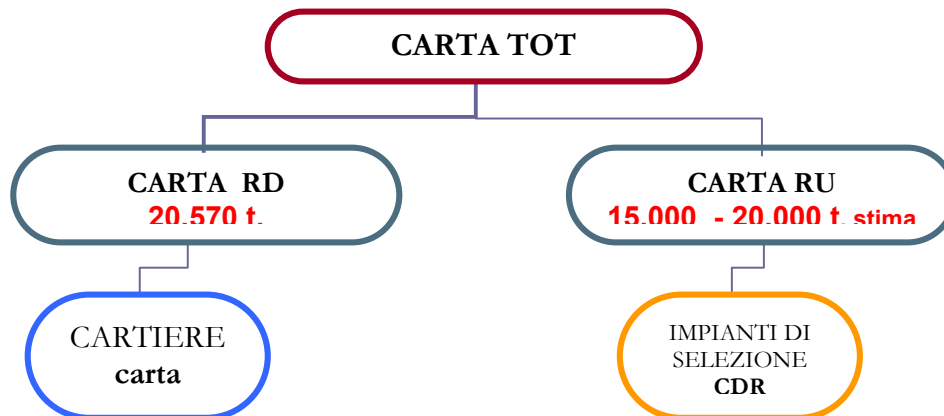 CARTA TOT
CARTA RD
20.570 t.
CARTA RU
15.000 - 20.000 t. stima
CARTIERE
carta
IMPIANTI DI
SELEZIONE
CDR